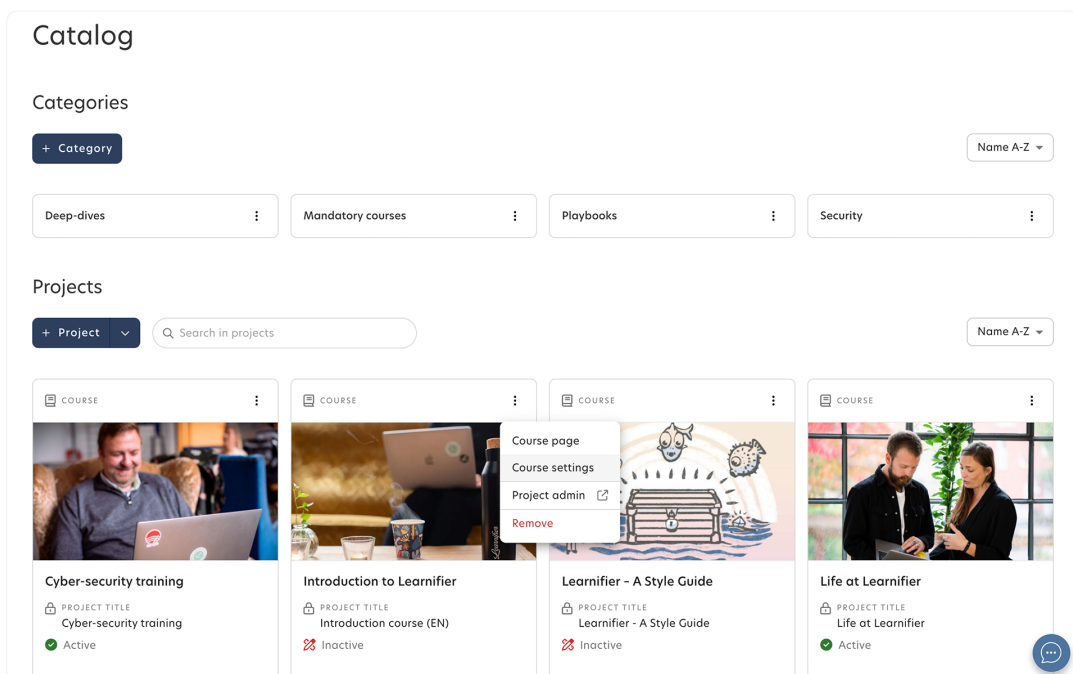 Catalog
Categories
+ Category
Name A-Z
Deep-dives
Mandatory courses
Playbooks
Security
Projects
+ Project
Search in projects
Name A-Z
COURSE
COURSE
COURSE
COURSE
Course page
Course settings
Project admin
Remove
Learnifier
Cyber-security training
Introduction to Learnifier
Learnifier – A Style Guide
Life at Learnifier
PROJECT TITLE
PROJECT TITLE
PROJECT TITLE
PROJECT TITLE
Cyber-security training
Introduction course (EN)
Learnifier - A Style Guide
Life at Learnifier
Active
Inactive
Inactive
Active